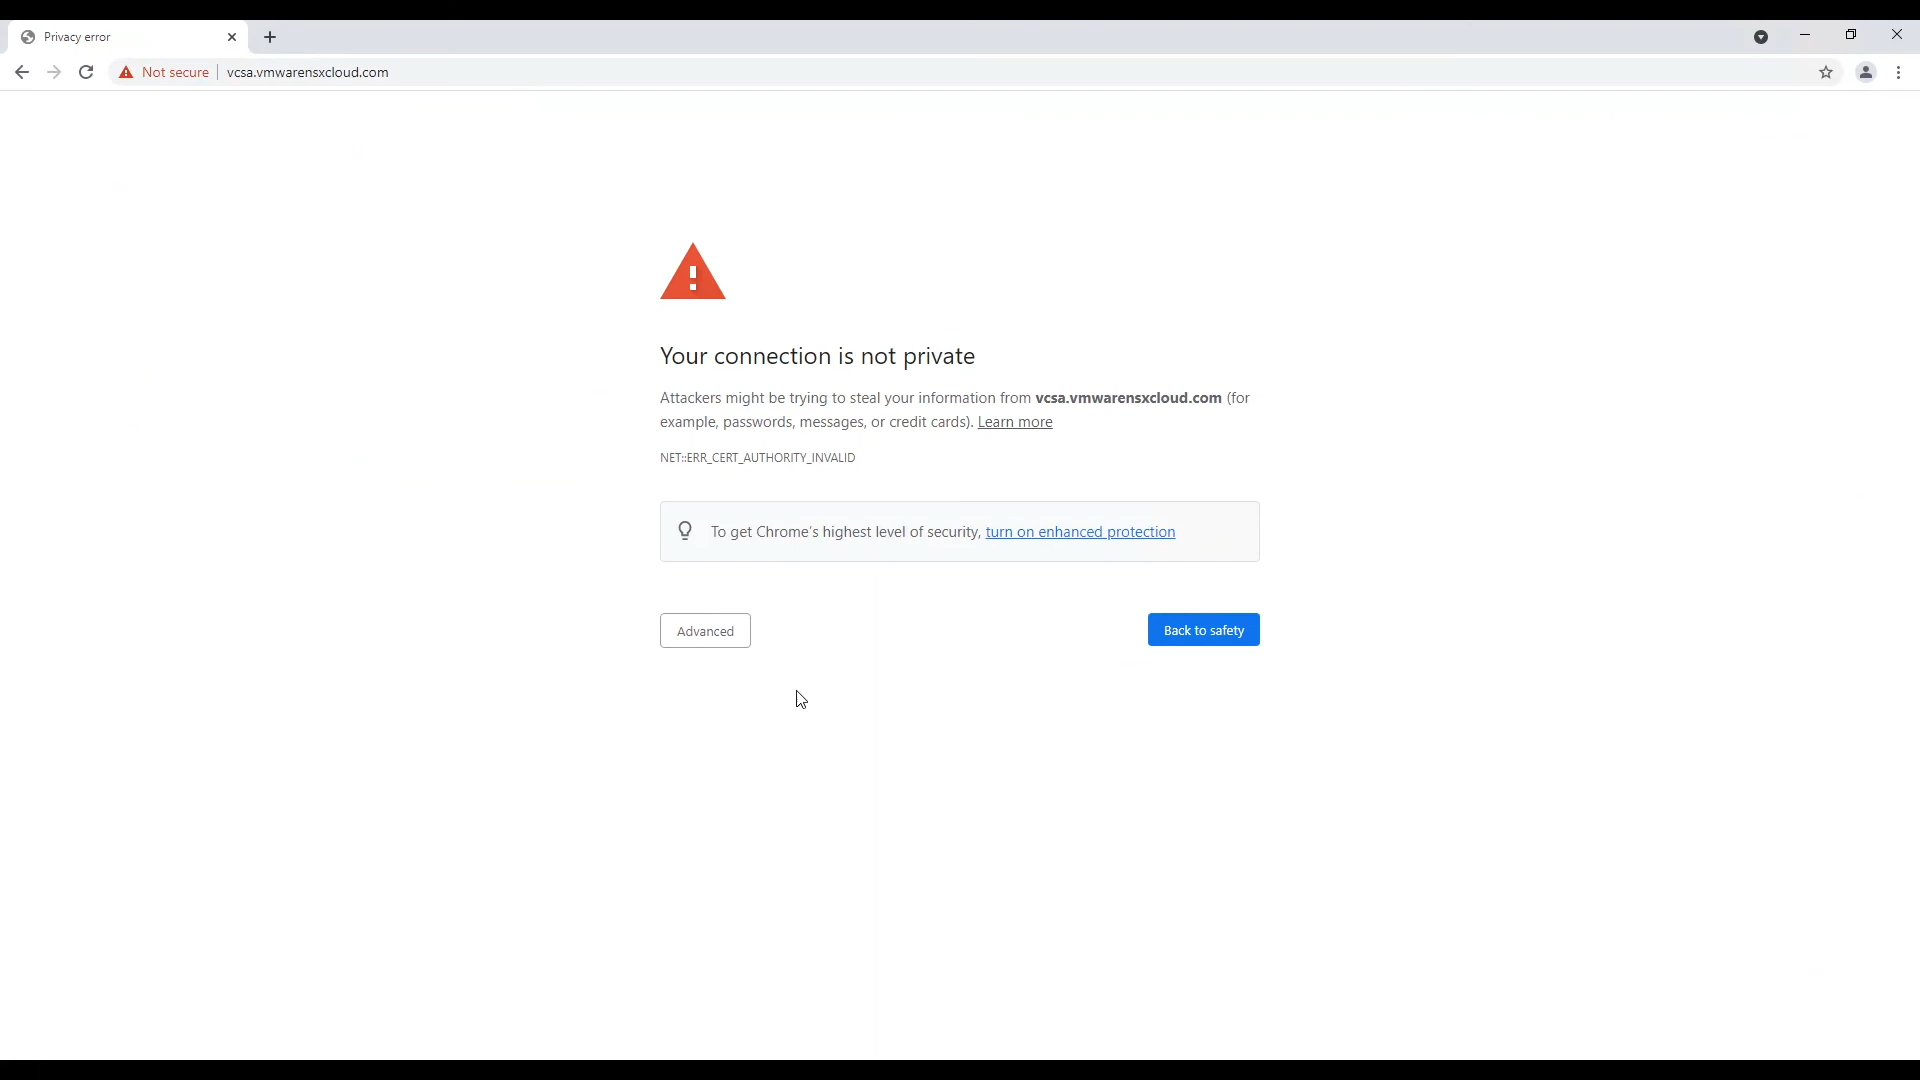 Privacy error
Not secure vcsa.vmwarensxcloud.com
Your connection is not private
Attackers might be trying to steal your information from vcsa.vmwarensxcloud.com (for
example, passwords, messages, or credit cards). Learn more
NET::ERR_CERT_AUTHORITY_INVALID
To get Chrome's highest level of security, turn on enhanced protection
Advanced
Back to safety